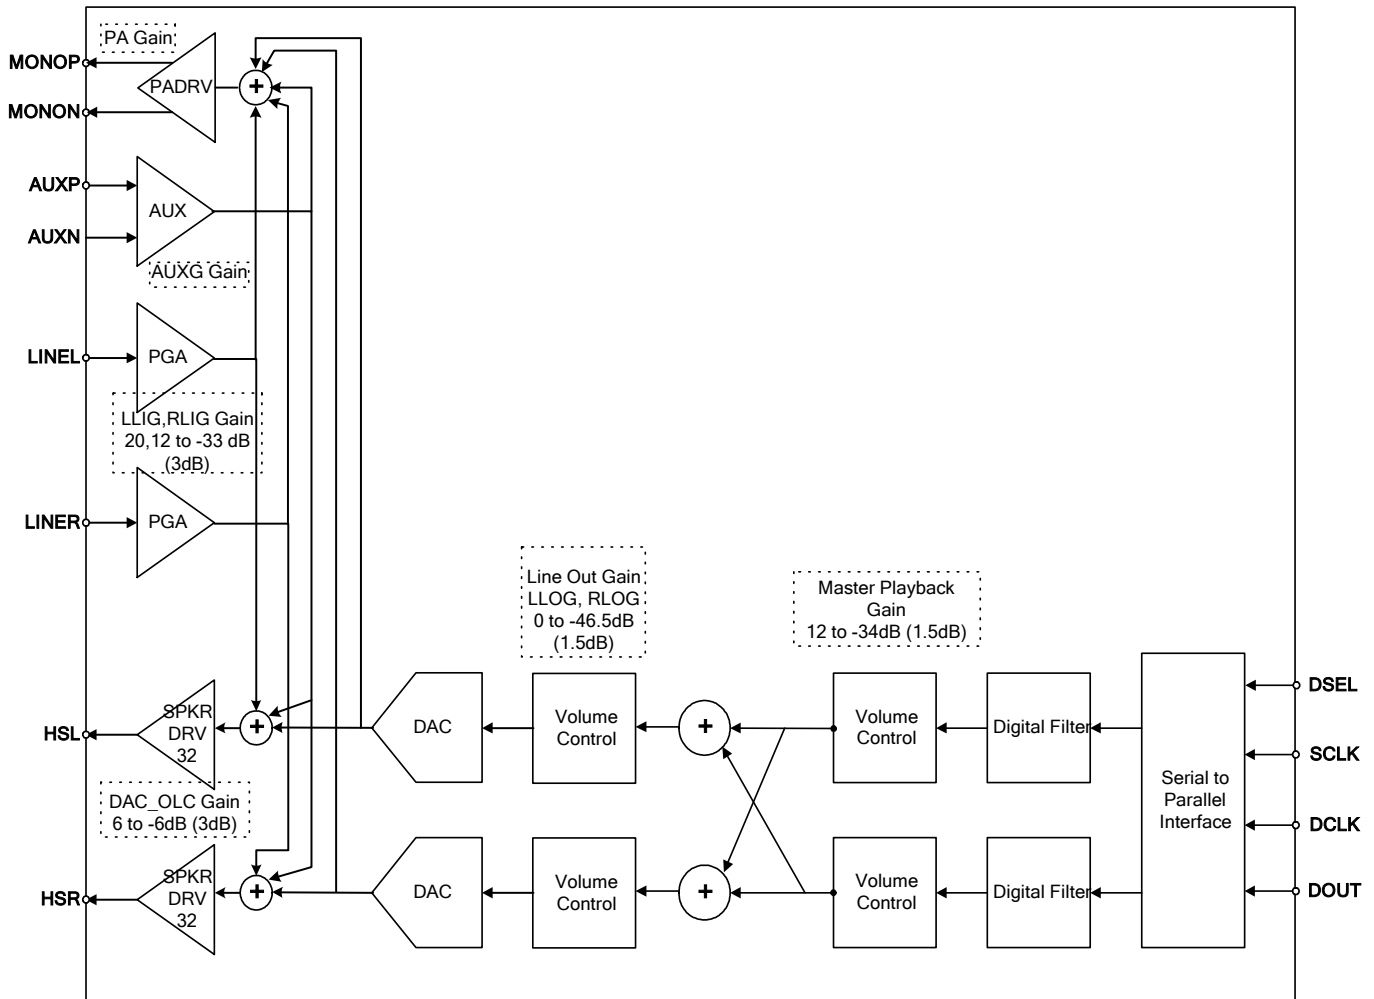 PA Gain
MONOP
PADRV
+
MONON
AUXP
AUX
AUXN
AUXG Gain
LINEL
PGA
LLIG,RLIG Gain
20,12 to -33 dB
(3dB)
LINER
PGA
Line Out Gain
LLOG, RLOG
0 to -46.5dB
(1.5dB)
Master Playback
Gain
12 to -34dB (1.5dB)
HSL
SPKR
DRV
32
+
DAC
Volume
Control
+
Volume
Control
Digital Filter
Serial to
Parallel
Interface
DSEL
SCLK
DCLK
DOUT
DAC_OLC Gain
6 to -6dB (3dB)
HSR
SPKR
DRV
32
+
DAC
Volume
Control
+
Volume
Control
Digital Filter